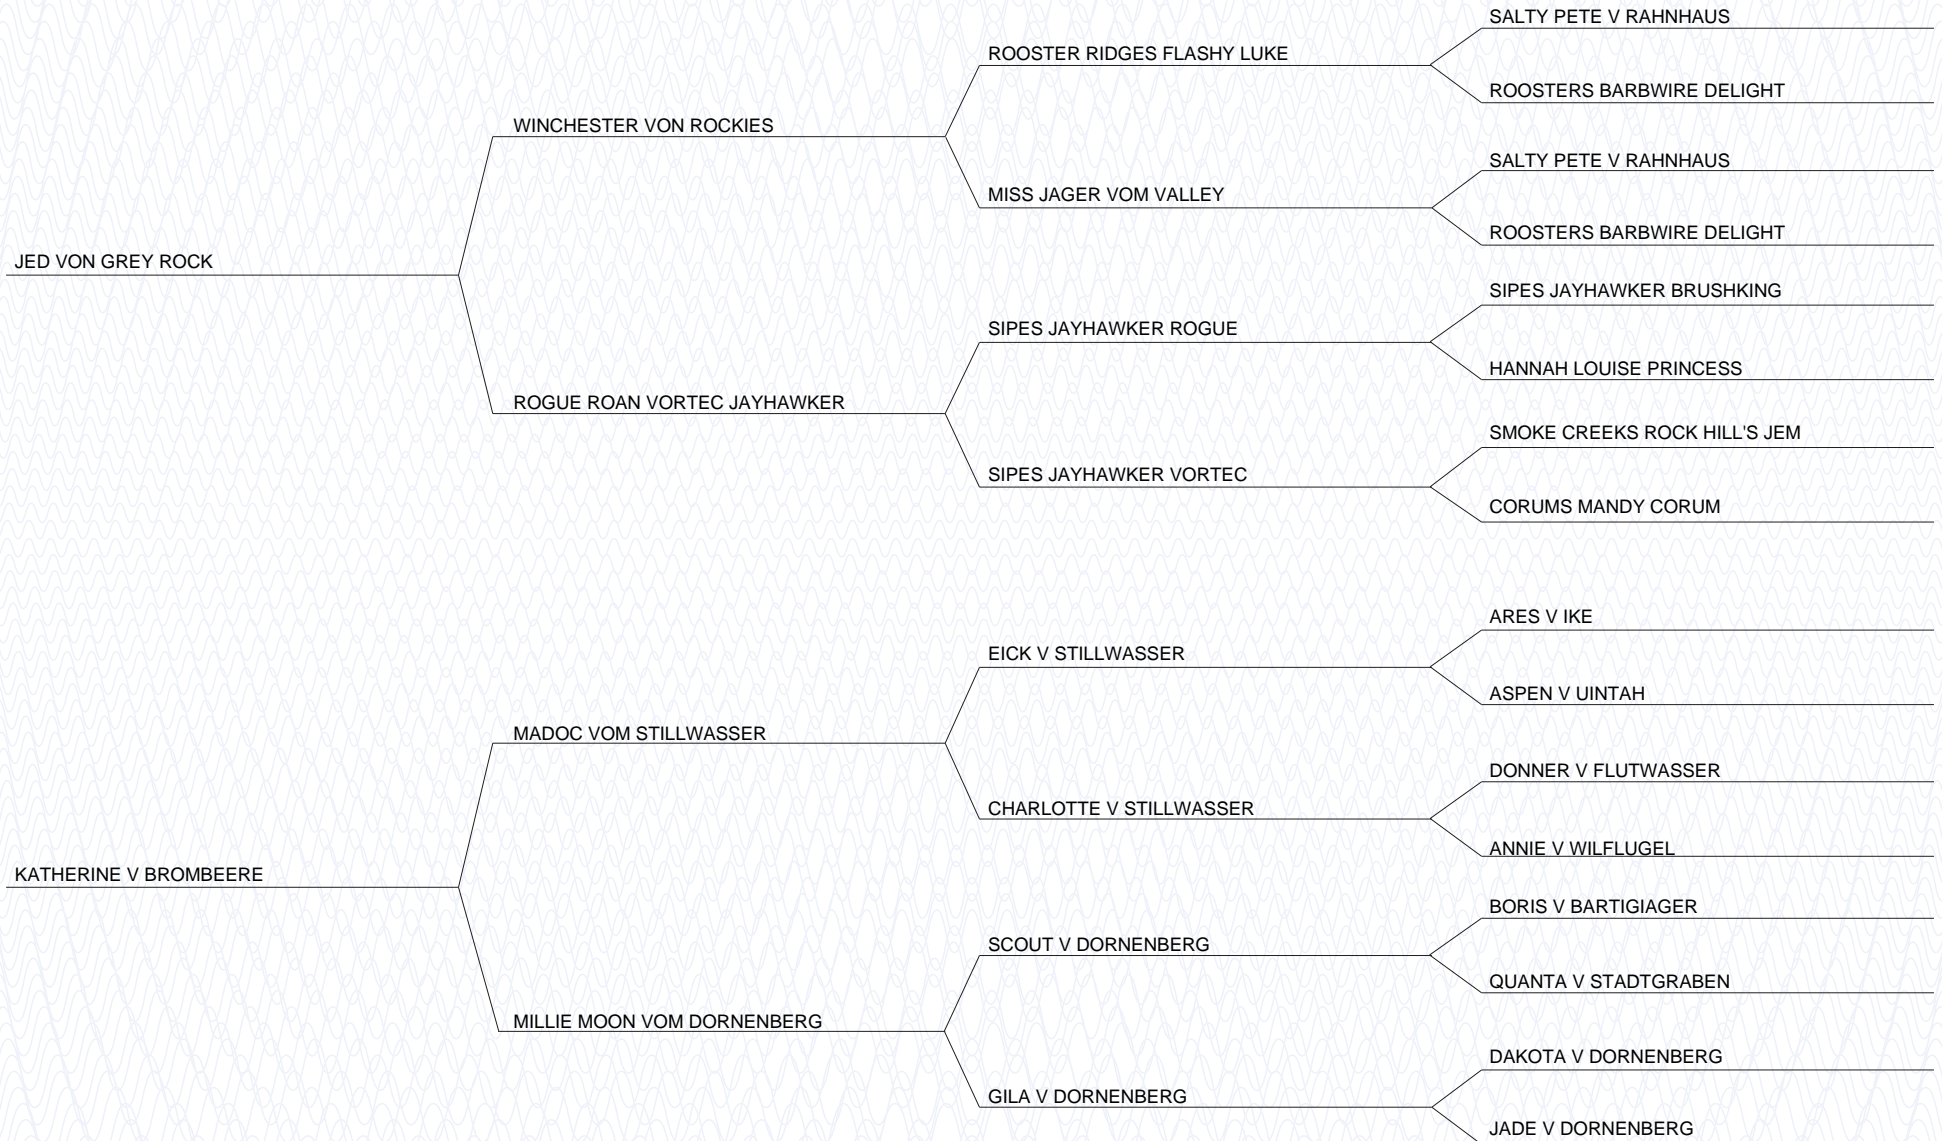 SALTY PETE V RAHNHAUS
ROOSTER RIDGES FLASHY LUKE
ROOSTERS BARBWIRE DELIGHT
WINCHESTER VON ROCKIES
SALTY PETE V RAHNHAUS
MISS JAGER VOM VALLEY
ROOSTERS BARBWIRE DELIGHT
JED VON GREY ROCK
SIPES JAYHAWKER BRUSHKING
SIPES JAYHAWKER ROGUE
HANNAH LOUISE PRINCESS
ROGUE ROAN VORTEC JAYHAWKER
SMOKE CREEKS ROCK HILL'S JEM
SIPES JAYHAWKER VORTEC
CORUMS MANDY CORUM
ARES V IKE
EICK V STILLWASSER
ASPEN V UINTAH
MADOC VOM STILLWASSER
DONNER V FLUTWASSER
CHARLOTTE V STILLWASSER
ANNIE V WILFLUGEL
KATHERINE V BROMBEERE
BORIS V BARTIGIAGER
SCOUT V DORNENBERG
QUANTA V STADTGRABEN
MILLIE MOON VOM DORNENBERG
DAKOTA V DORNENBERG
GILA V DORNENBERG
JADE V DORNENBERG